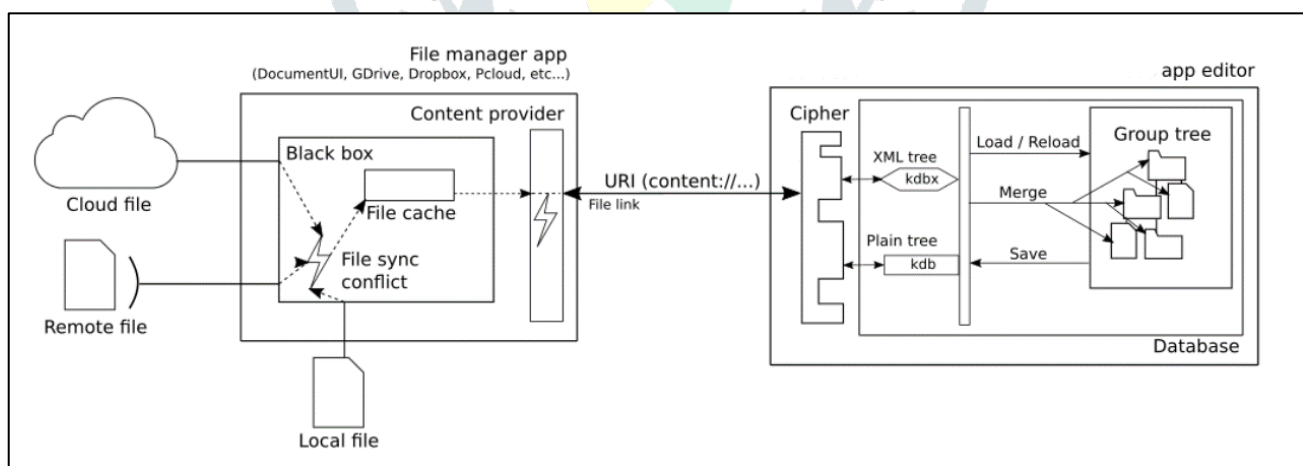 File manager app
(DocumentUI, GDrive, Dropbox, Pcloud, etc...)
Content provider
Black box
File cache
File sync
conflict
Cloud file
Remote file
Local file
URI (content://...)
File link
app editor
Cipher
XML tree
kdbx
Plain tree
kdb
Load / Reload
Merge
Save
Group tree
Database